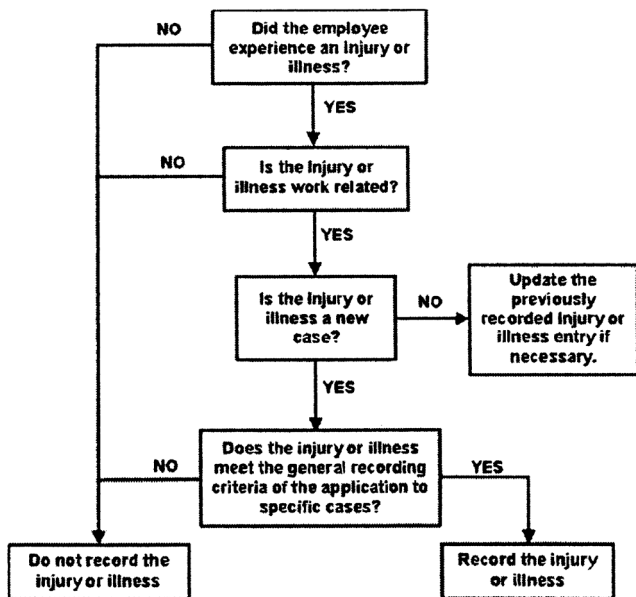 NO
Did the employee
experience an Injury or
illness?
YES
NO
Is the Injury or
illness work related?
YES
Is the Injury or
illness a new
case?
NO
Update the
previously
recorded Injury or
illness entry if
necessary.
YES
NO
Does the injury or illness
meet the general recording
criteria of the application to
specific cases?
YES
Do not record the
injury or illness
Record the injury
or illness